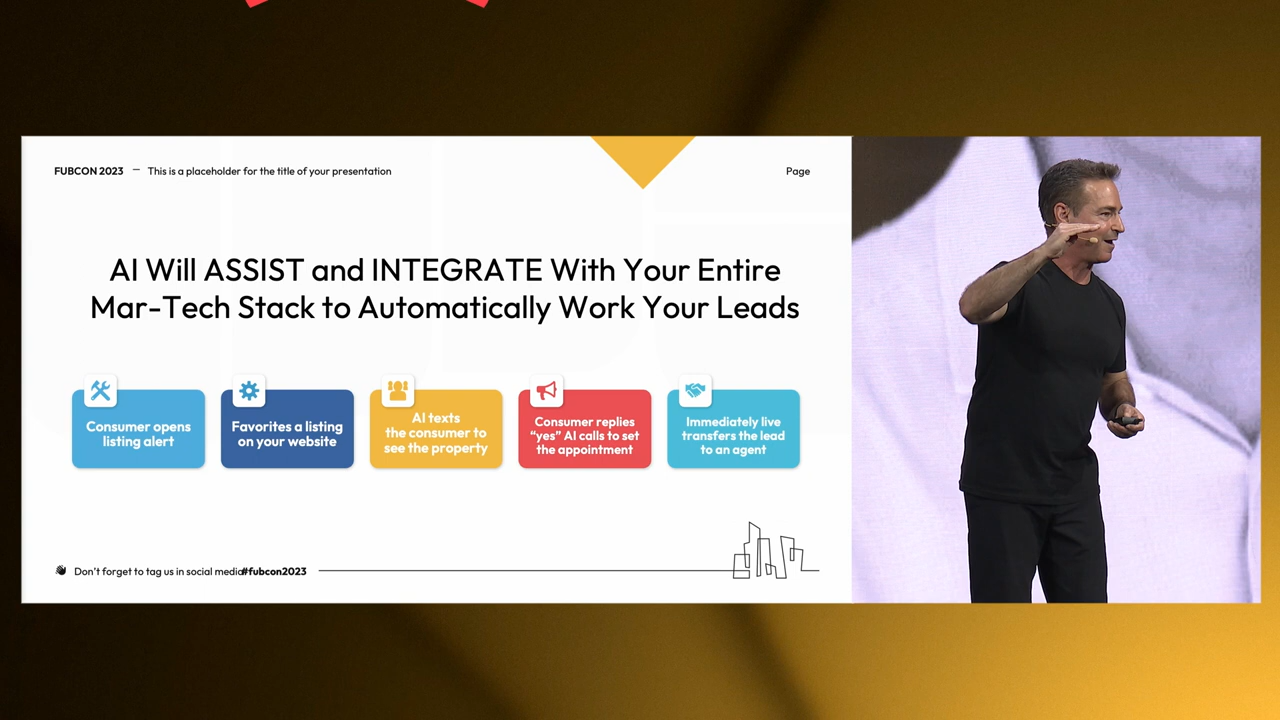 FUBCON 2023 — This is a placeholder for the title of your presentation
Page
AI Will ASSIST and INTEGRATE With Your Entire
Mar-Tech Stack to Automatically Work Your Leads
Consumer opens
listing alert
Favorites a listing
on your website
AI texts
the consumer to
see the property
Consumer replies
“yes” AI calls to set
the appointment
Immediately live
transfers the lead
to an agent
Don’t forget to tag us in social media#fubcon2023